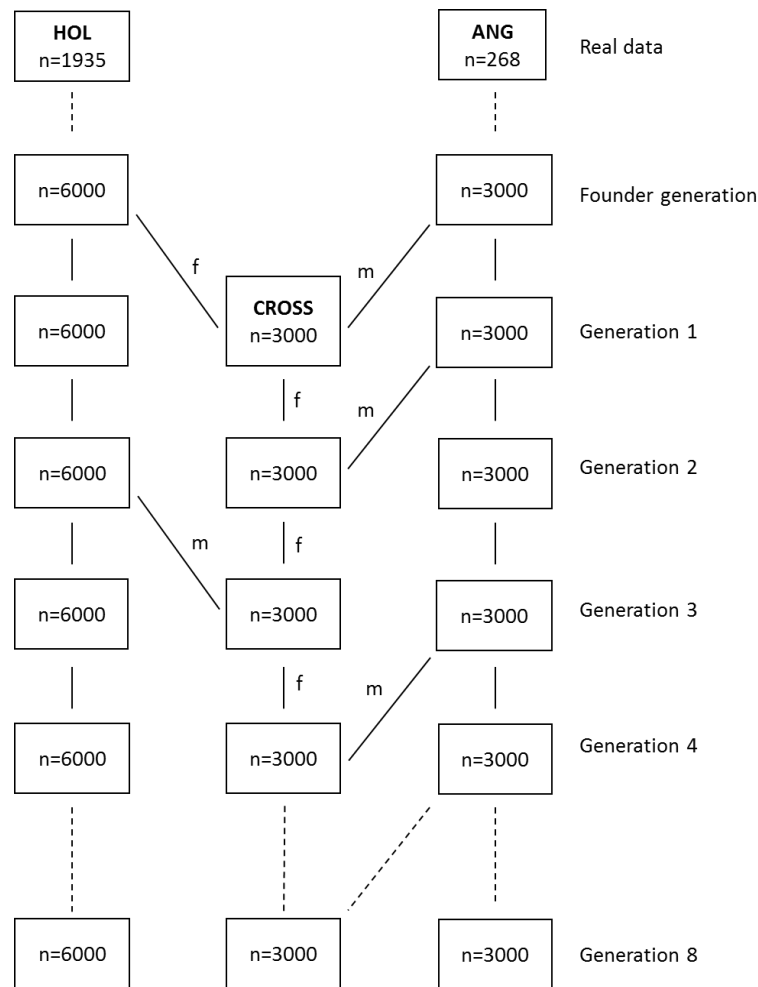 HOL
n=1935
ANG
n=268
Real data
n=6000
n=3000
Founder generation
f
m
CROSS
n=3000
n=6000
n=3000
Generation 1
f
m
n=6000
n=3000
n=3000
Generation 2
m
f
n=6000
n=3000
n=3000
Generation 3
f
m
n=6000
n=3000
n=3000
Generation 4
n=6000
n=3000
n=3000
Generation 8